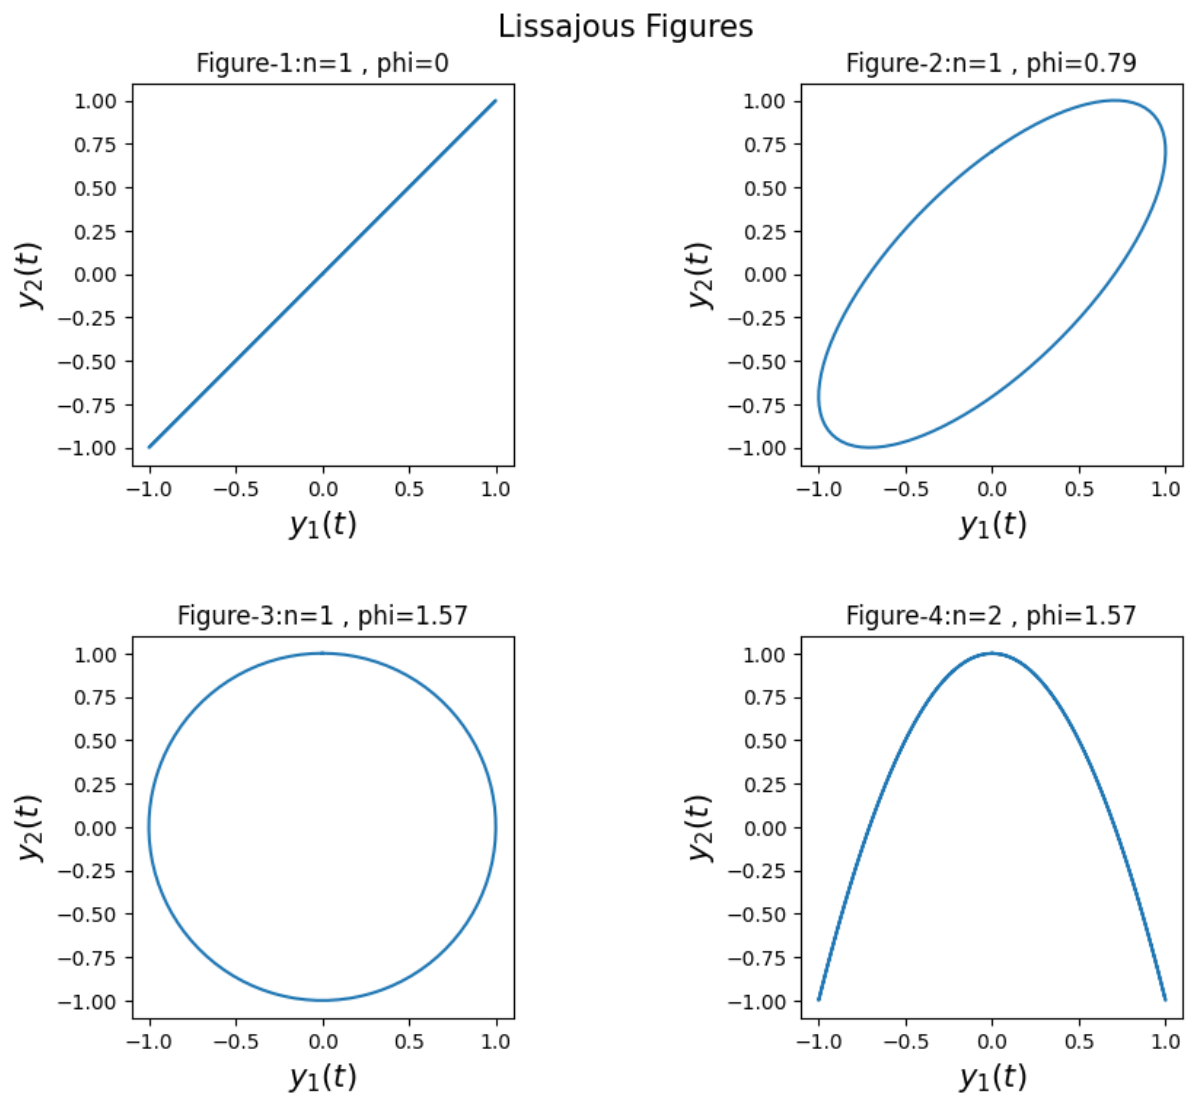 Lissajous Figures
Figure-1:n=1 , phi=0
1.00
0.75
0.50
0.25
0.00
−0.25
−0.50
−0.75
−1.00
y₂(t)
−1.0 −0.5 0.0 0.5 1.0
y₁(t)
Figure-2:n=1 , phi=0.79
1.00
0.75
0.50
0.25
0.00
−0.25
−0.50
−0.75
−1.00
y₂(t)
−1.0 −0.5 0.0 0.5 1.0
y₁(t)
Figure-3:n=1 , phi=1.57
1.00
0.75
0.50
0.25
0.00
−0.25
−0.50
−0.75
−1.00
y₂(t)
−1.0 −0.5 0.0 0.5 1.0
y₁(t)
Figure-4:n=2 , phi=1.57
1.00
0.75
0.50
0.25
0.00
−0.25
−0.50
−0.75
−1.00
y₂(t)
−1.0 −0.5 0.0 0.5 1.0
y₁(t)